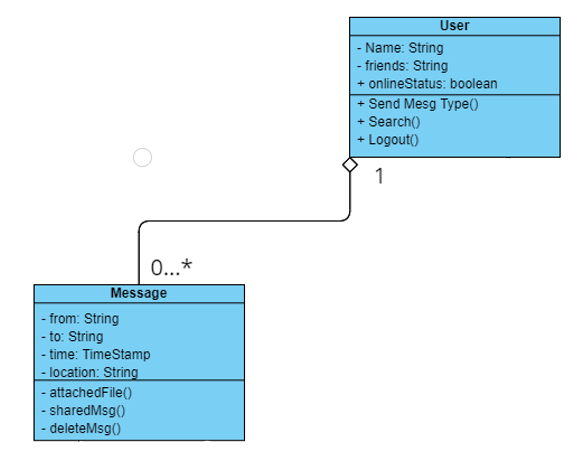 User
- Name: String
- friends: String
+ onlineStatus: boolean
+ Send Mesg Type()
+ Search()
+ Logout()
1
0...*
Message
- from: String
- to: String
- time: TimeStamp
- location: String
- attachedFile()
- sharedMsg()
- deleteMsg()